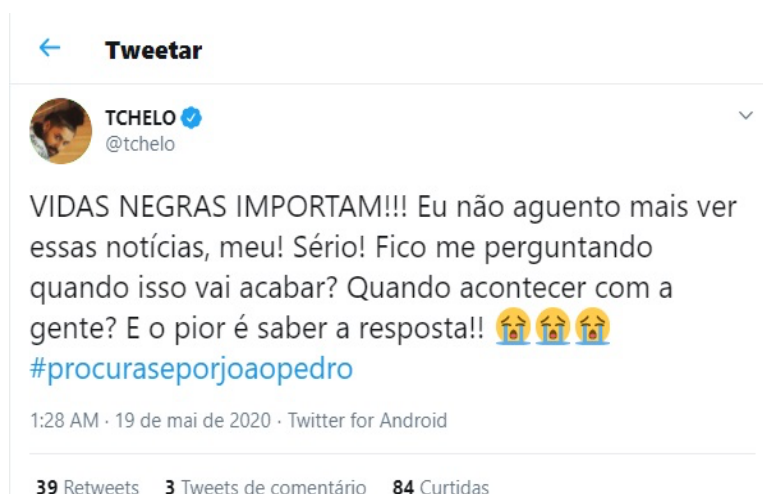 Tweetar
TCHELO
@tchelo
VIDAS NEGRAS IMPORTAM!!! Eu não aguento mais ver
essas notícias, meu! Sério! Fico me perguntando
quando isso vai acabar? Quando acontecer com a
gente? E o pior é saber a resposta!! 😭😭😭
#procuraseporjoaopedro
1:28 AM · 19 de mai de 2020 · Twitter for Android
39 Retweets 3 Tweets de comentário 84 Curtidas